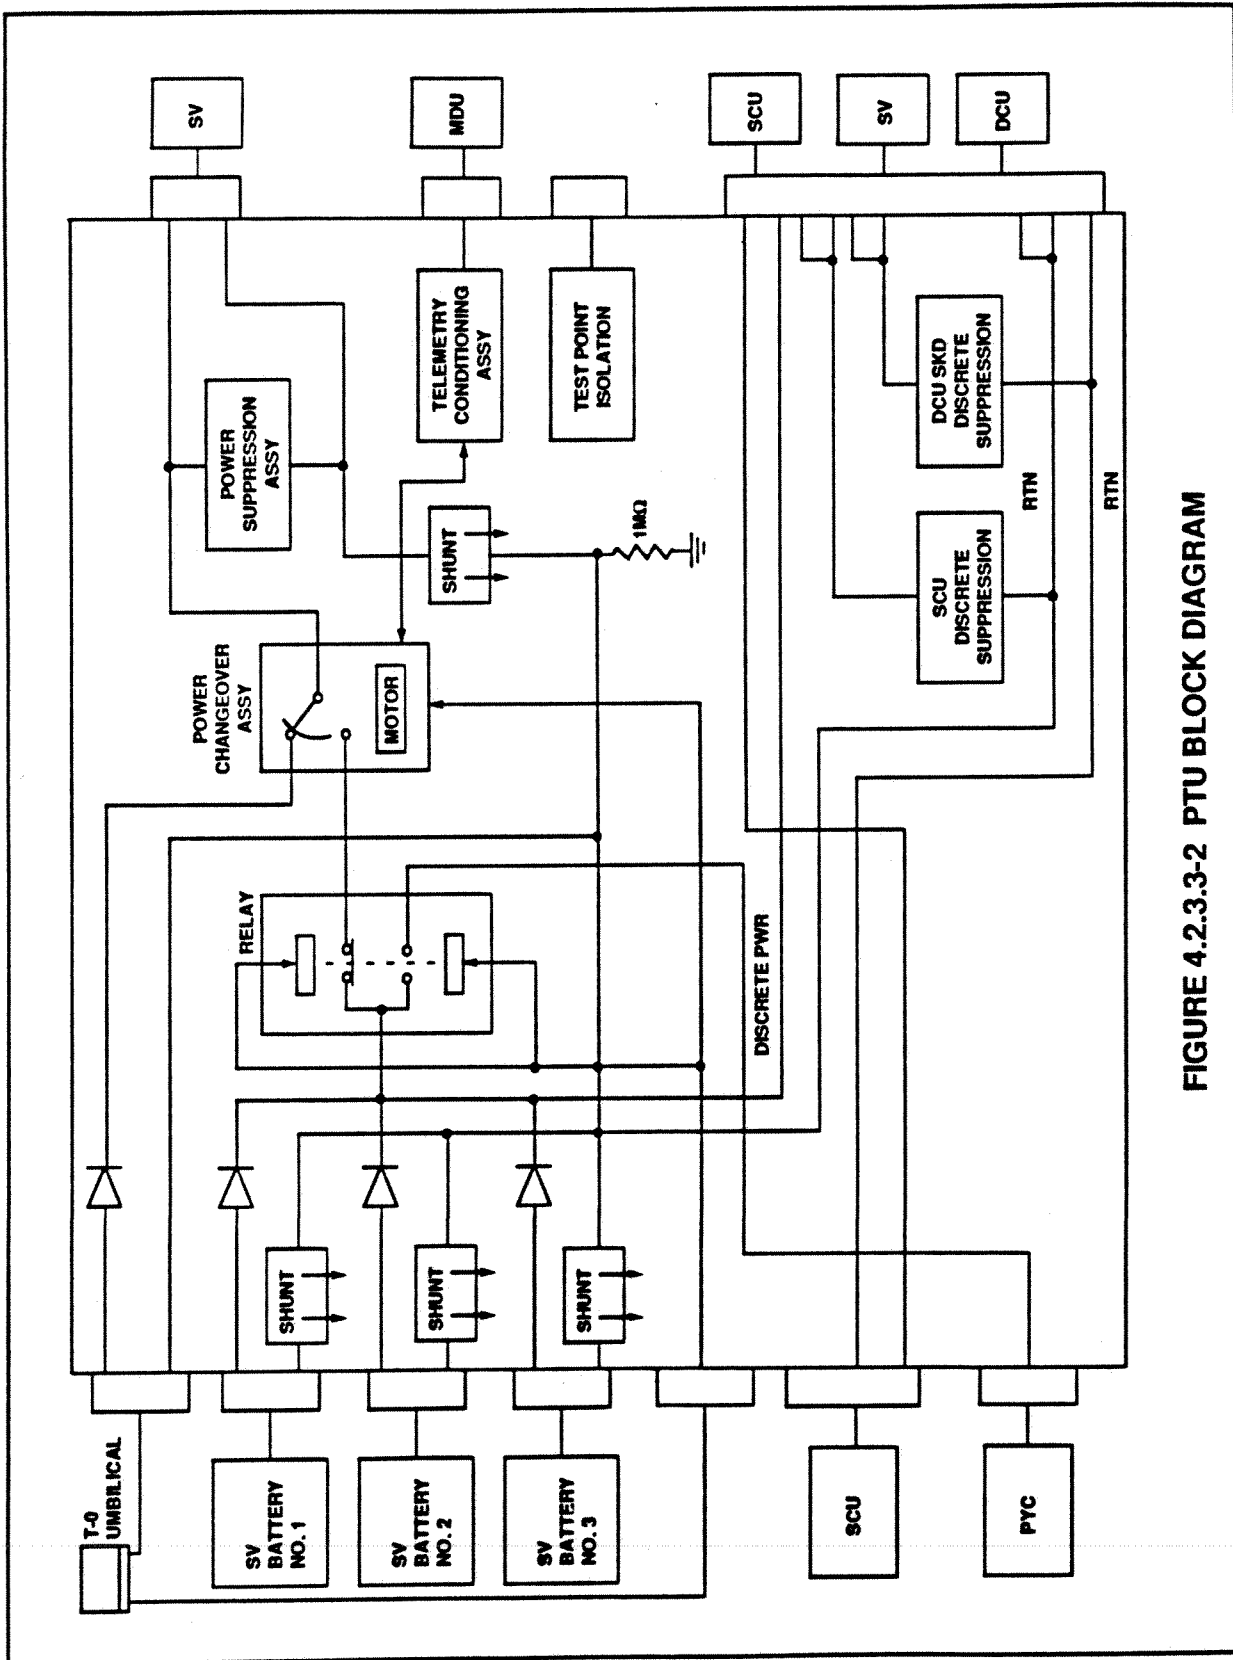 T-0
UMBILICAL
SV
BATTERY
NO. 1
SV
BATTERY
NO. 2
SV
BATTERY
NO. 3
SCU
PYC
SHUNT
SHUNT
SHUNT
RELAY
DISCRETE PWR
POWER
CHANGEOVER
ASSY
MOTOR
SHUNT
1MΩ
POWER
SUPPRESSION
ASSY
TELEMETRY
CONDITIONING
ASSY
TEST POINT
ISOLATION
SCU
DISCRETE
SUPPRESSION
DCU SKD
DISCRETE
SUPPRESSION
RTN
RTN
SV
MDU
SCU
SV
DCU
FIGURE 4.2.3.3-2 PTU BLOCK DIAGRAM